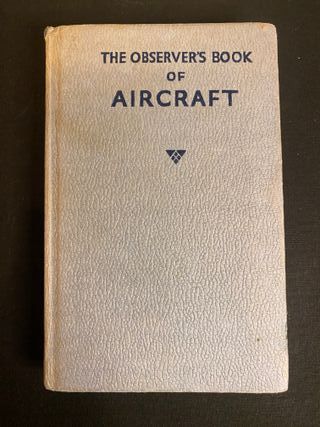 THE OBSERVER'S BOOK
OF
AIRCRAFT